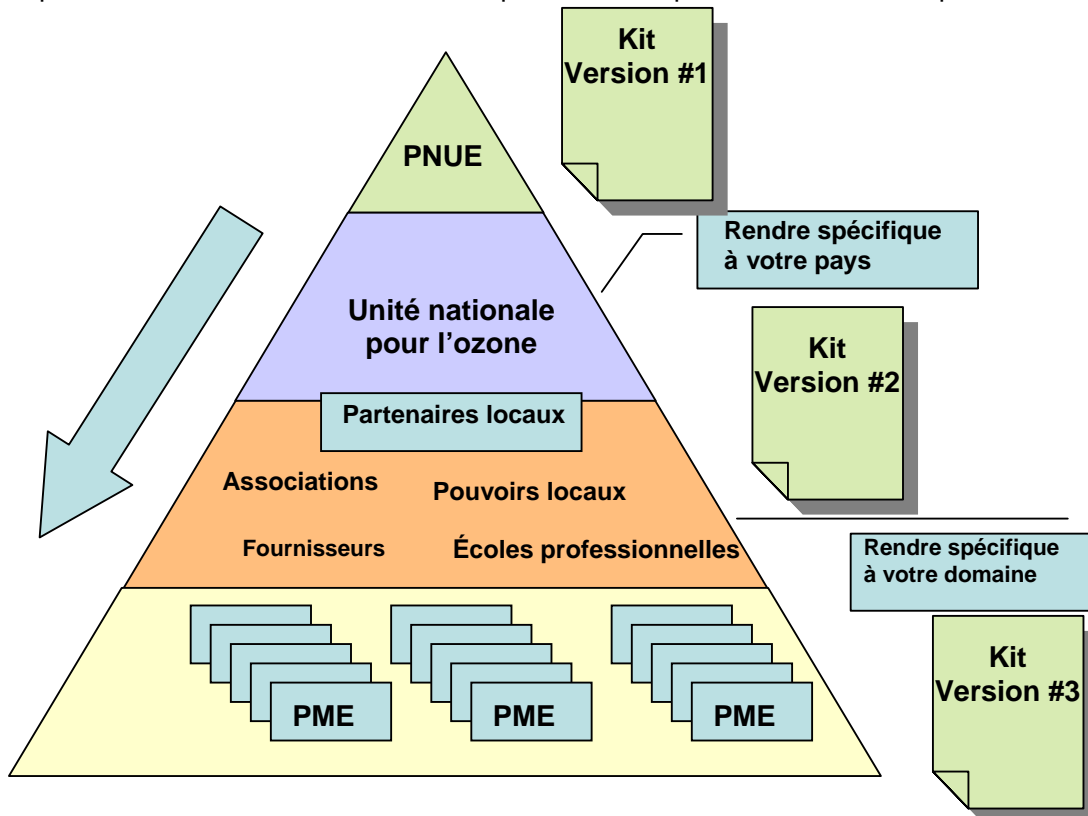 Kit
Version #1
PNUE
Rendre spécifique
à votre pays
Unité nationale
pour l’ozone
Kit
Version #2
Partenaires locaux
Associations
Pouvoirs locaux
Fournisseurs
Écoles professionnelles
Rendre spécifique
à votre domaine
Kit
Version #3
PME
PME
PME